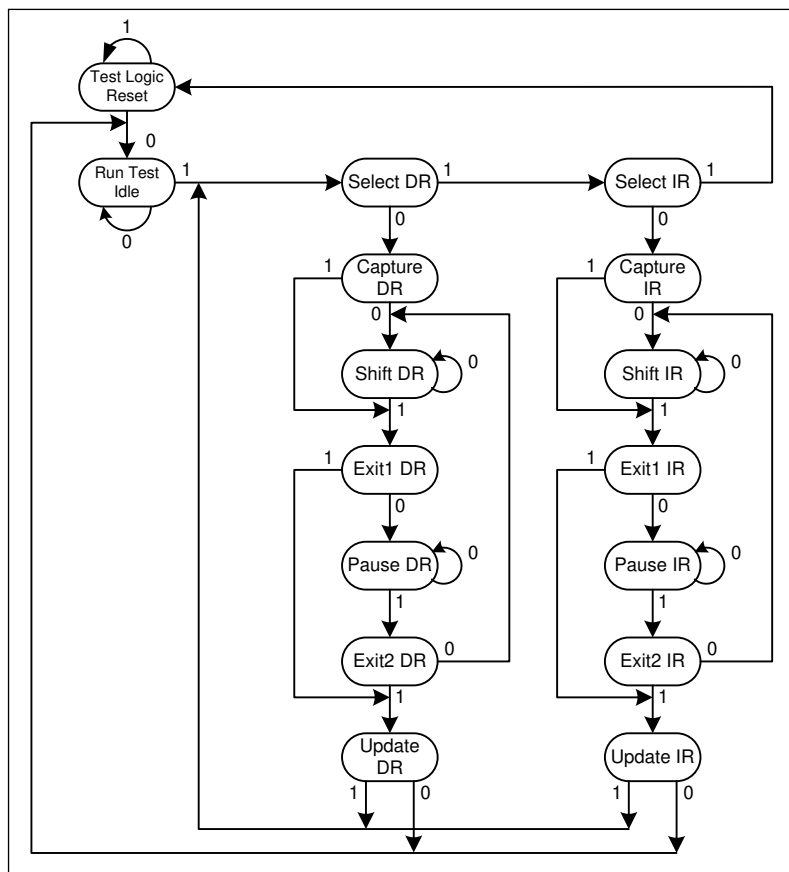 1
Test Logic
Reset
0
Run Test
Idle
1
0
Select DR
1
Select IR
1
0
0
Capture
DR
1
0
Capture
IR
1
0
Shift DR
0
1
Shift IR
0
1
Exit1 DR
1
0
Exit1 IR
1
0
Pause DR
0
1
Pause IR
0
1
Exit2 DR
0
1
Exit2 IR
0
1
Update
DR
1
0
Update IR
1
0